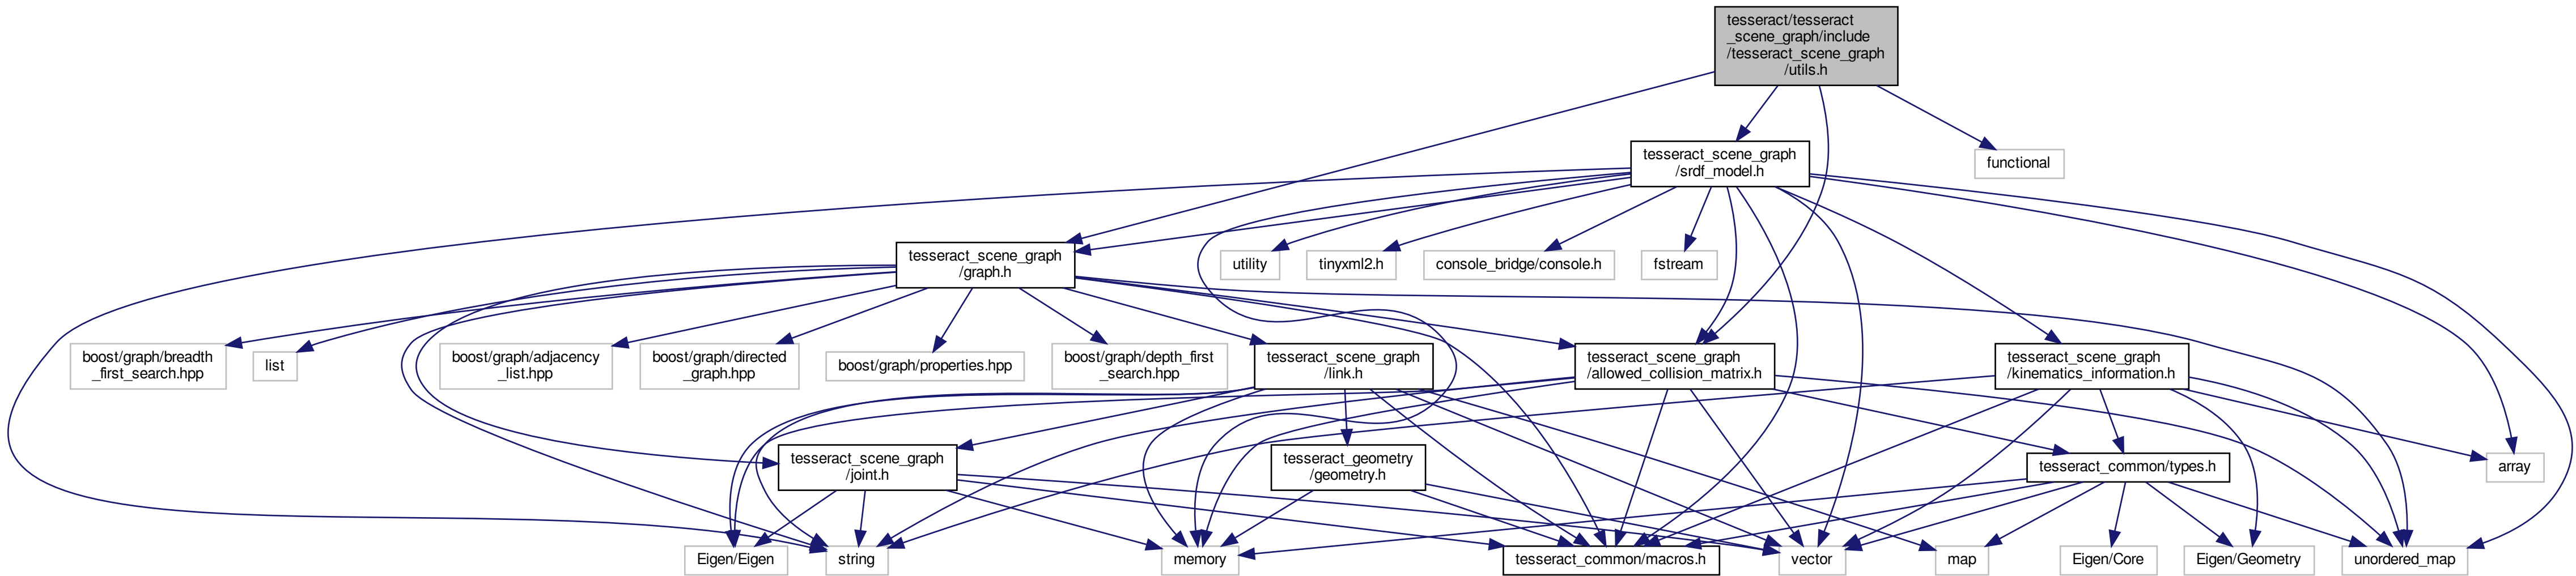 tesseract/tesseract
_scene_graph/include
/tesseract_scene_graph
/utils.h
tesseract_scene_graph
/srdf_model.h
functional
tesseract_scene_graph
/graph.h
utility
tinyxml2.h
console_bridge/console.h
fstream
boost/graph/breadth
_first_search.hpp
list
boost/graph/adjacency
_list.hpp
boost/graph/directed
_graph.hpp
boost/graph/properties.hpp
boost/graph/depth_first
_search.hpp
tesseract_scene_graph
/link.h
tesseract_scene_graph
/allowed_collision_matrix.h
tesseract_scene_graph
/kinematics_information.h
tesseract_scene_graph
/joint.h
tesseract_geometry
/geometry.h
tesseract_common/types.h
array
Eigen/Eigen
string
memory
tesseract_common/macros.h
vector
map
Eigen/Core
Eigen/Geometry
unordered_map